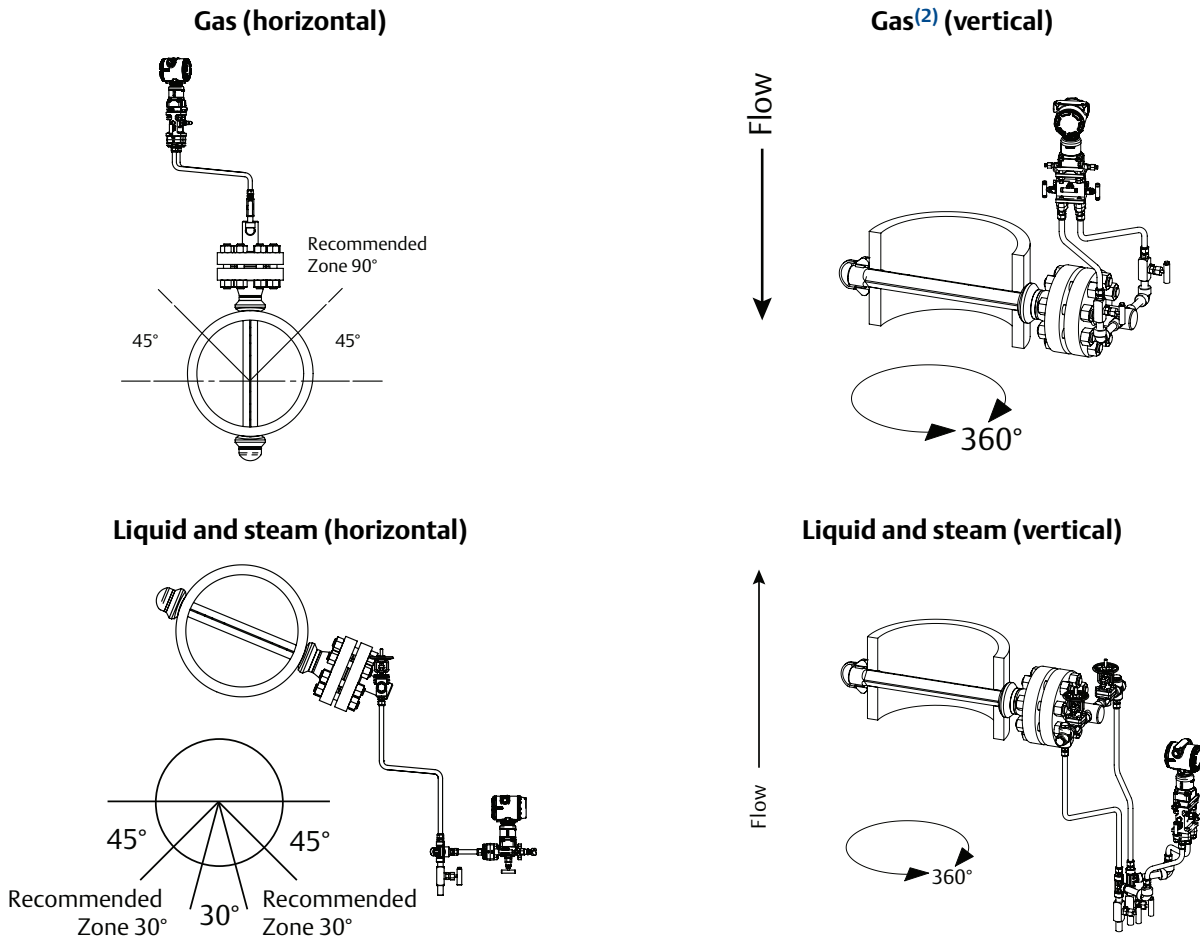 Gas (horizontal)
Recommended
Zone 90°
45°
45°
Gas(2) (vertical)
Flow
360°
Liquid and steam (horizontal)
45°
45°
Recommended
Zone 30°
30°
Recommended
Zone 30°
Liquid and steam (vertical)
Flow
360°